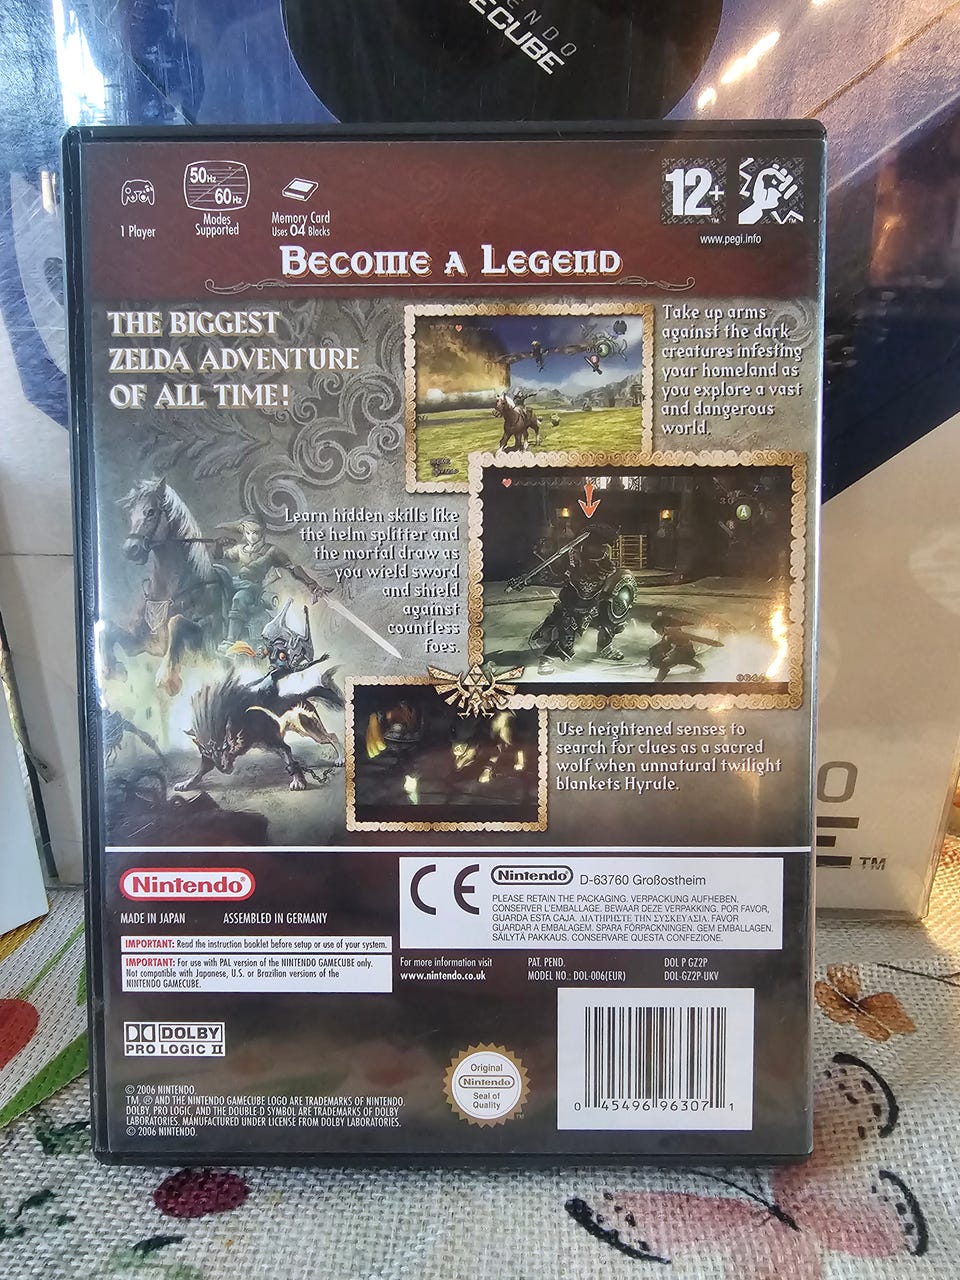 NDO
ECUBE
50Hz
60Hz
12+
1 Player
Modes
Supported
Memory Card
Uses 04 Blocks
www.pegi.info
BECOME A LEGEND
THE BIGGEST
ZELDA ADVENTURE
OF ALL TIME!
Take up arms
against the dark
creatures infesting
your homeland as
you explore a vast
and dangerous
world.
Learn hidden skills like
the helm splitter and
the mortal draw as
you wield sword
and shield
against
countless
foes.
Use heightened senses to
search for clues as a sacred
wolf when unnatural twilight
blankets Hyrule.
O
E™
Nintendo®
MADE IN JAPAN ASSEMBLED IN GERMANY
IMPORTANT: Read the instruction booklet before setup or use of your system.
IMPORTANT: For use with PAL version of the NINTENDO GAMECUBE only.
Not compatible with Japanese, U.S. or Brazilian versions of the
NINTENDO GAMECUBE.
CE Nintendo® D-63760 Großostheim
PLEASE RETAIN THE PACKAGING. VERPACKUNG AUFHEBEN.
CONSERVER L'EMBALLAGE. BEWAAR DEZE VERPAKKING. POR FAVOR,
GUARDA ESTA CAJA. ΔΙΑΤΗΡΗΣΤΕ ΤΗΝ ΣΥΣΚΕΥΑΣΙΑ. FAVOR
GUARDAR A EMBALAGEM. SPARA FÖRPACKNINGEN. GEM EMBALLAGEN.
SÄILYTÄ PAKKAUS. CONSERVARE QUESTA CONFEZIONE.
For more information visit
www.nintendo.co.uk
PAT. PEND.
MODEL NO.: DOL-006(EUR)
DOL P GZ2P
DOL-GZ2P-UKV
DOLBY
PRO LOGIC II
Original
Nintendo
Seal of
Quality
™
0 45496 96307 1
© 2006 NINTENDO.
TM, ® AND THE NINTENDO GAMECUBE LOGO ARE TRADEMARKS OF NINTENDO.
DOLBY, PRO LOGIC, AND THE DOUBLE-D SYMBOL ARE TRADEMARKS OF DOLBY
LABORATORIES. MANUFACTURED UNDER LICENSE FROM DOLBY LABORATORIES.
© 2006 NINTENDO.